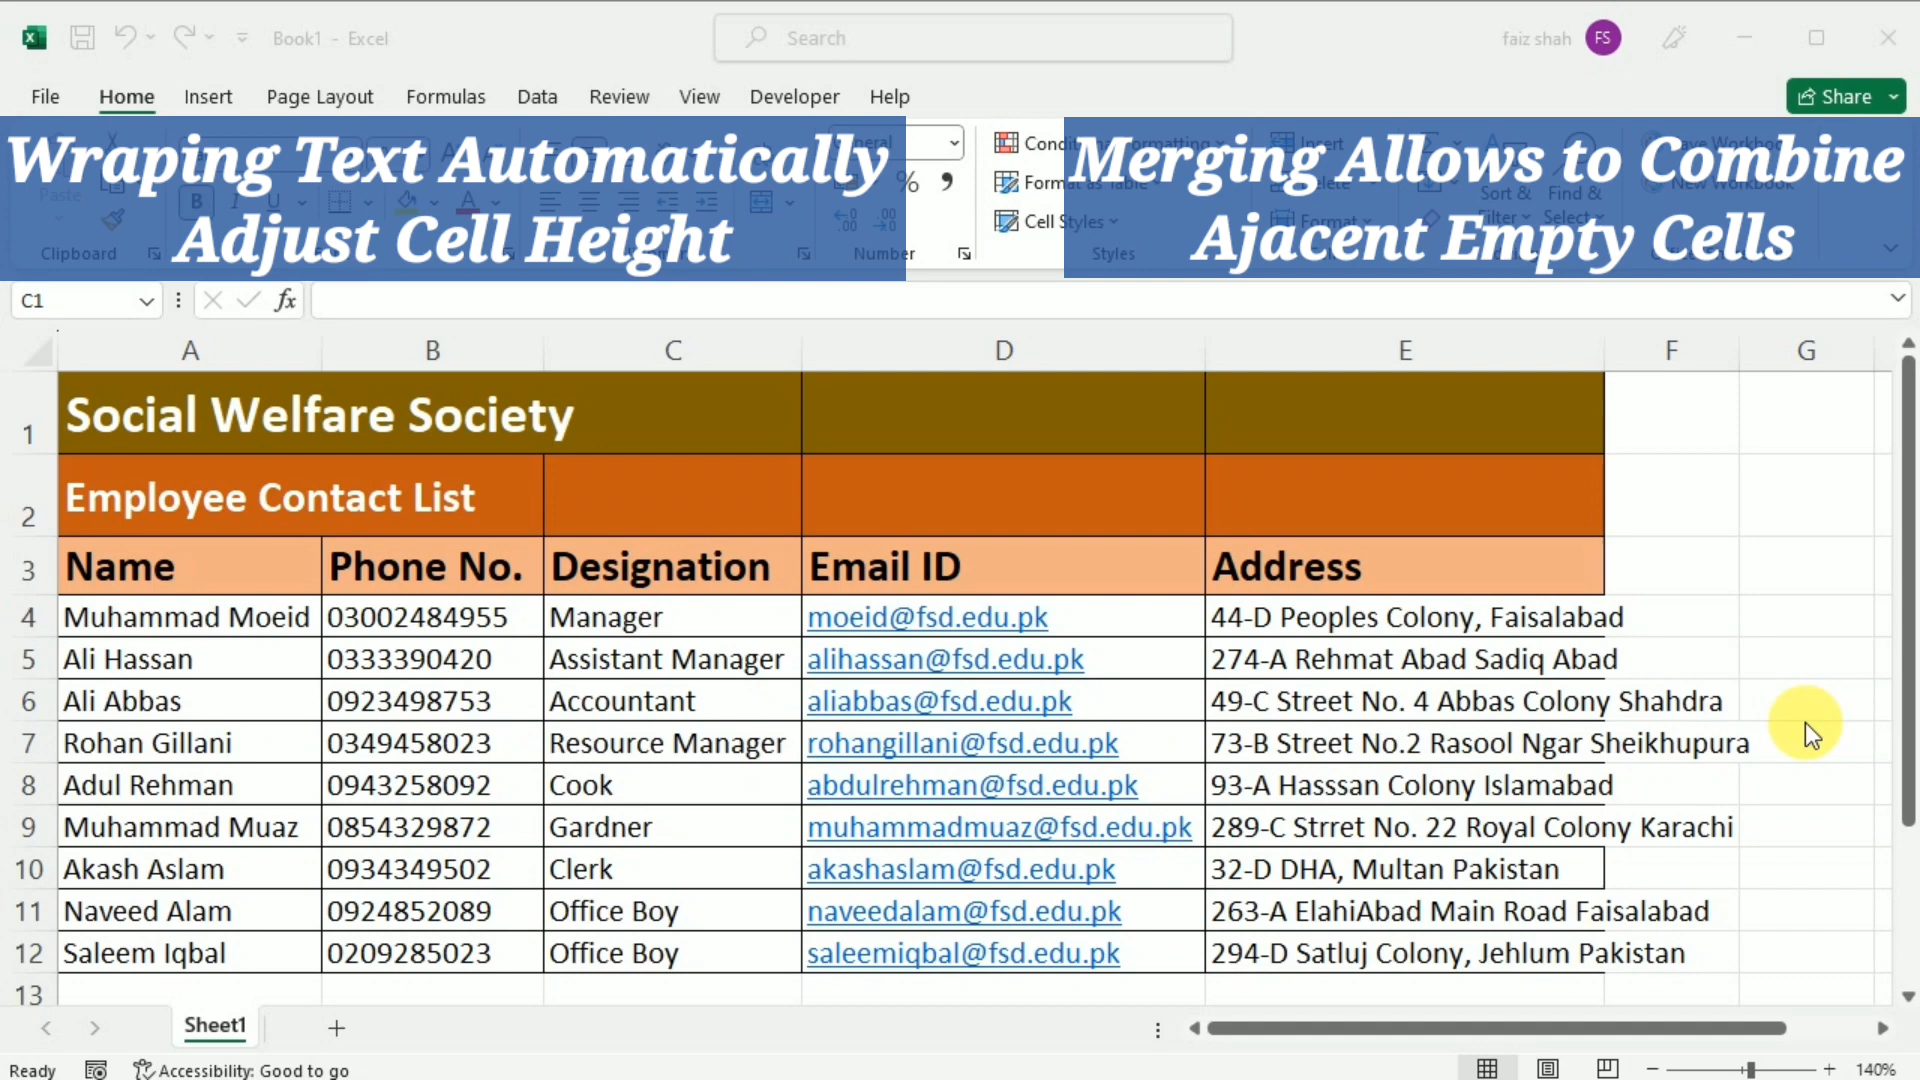 Book1 - Excel
Search
faiz shah FS
File Home Insert Page Layout Formulas Data Review View Developer Help
Share
Wraping Text Automatically
Adjust Cell Height
Merging Allows to Combine
Ajacent Empty Cells
Clipboard
Number
Cell Styles
Styles
C1
fx
A B C D E F G
1 Social Welfare Society
2 Employee Contact List
3 Name Phone No. Designation Email ID Address
4 Muhammad Moeid 03002484955 Manager moeid@fsd.edu.pk 44-D Peoples Colony, Faisalabad
5 Ali Hassan 0333390420 Assistant Manager alihassan@fsd.edu.pk 274-A Rehmat Abad Sadiq Abad
6 Ali Abbas 0923498753 Accountant aliabbas@fsd.edu.pk 49-C Street No. 4 Abbas Colony Shahdra
7 Rohan Gillani 0349458023 Resource Manager rohangillani@fsd.edu.pk 73-B Street No.2 Rasool Ngar Sheikhupura
8 Adul Rehman 0943258092 Cook abdulrehman@fsd.edu.pk 93-A Hasssan Colony Islamabad
9 Muhammad Muaz 0854329872 Gardner muhammadmuaz@fsd.edu.pk 289-C Strret No. 22 Royal Colony Karachi
10 Akash Aslam 0934349502 Clerk akashaslam@fsd.edu.pk 32-D DHA, Multan Pakistan
11 Naveed Alam 0924852089 Office Boy naveedalam@fsd.edu.pk 263-A ElahiAbad Main Road Faisalabad
12 Saleem Iqbal 0209285023 Office Boy saleemiqbal@fsd.edu.pk 294-D Satluj Colony, Jehlum Pakistan
13
Sheet1
Ready Accessibility: Good to go 140%